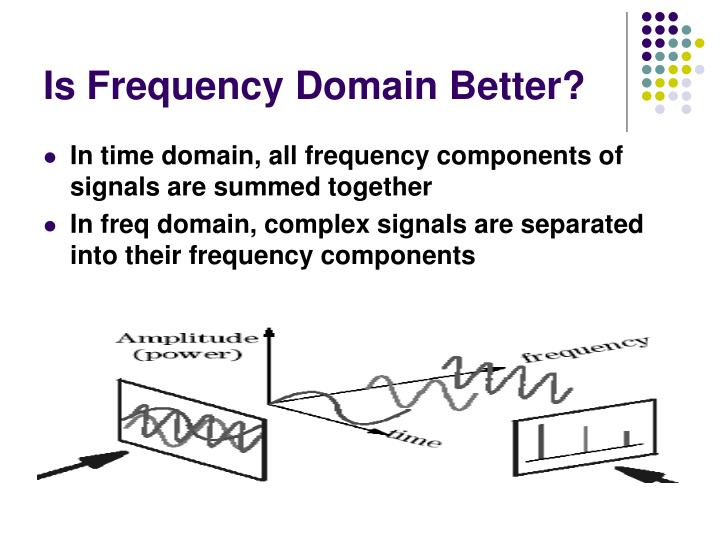 Is Frequency Domain Better?
In time domain, all frequency components of
signals are summed together
In freq domain, complex signals are separated
into their frequency components
Amplitude
(power)
frequency
time